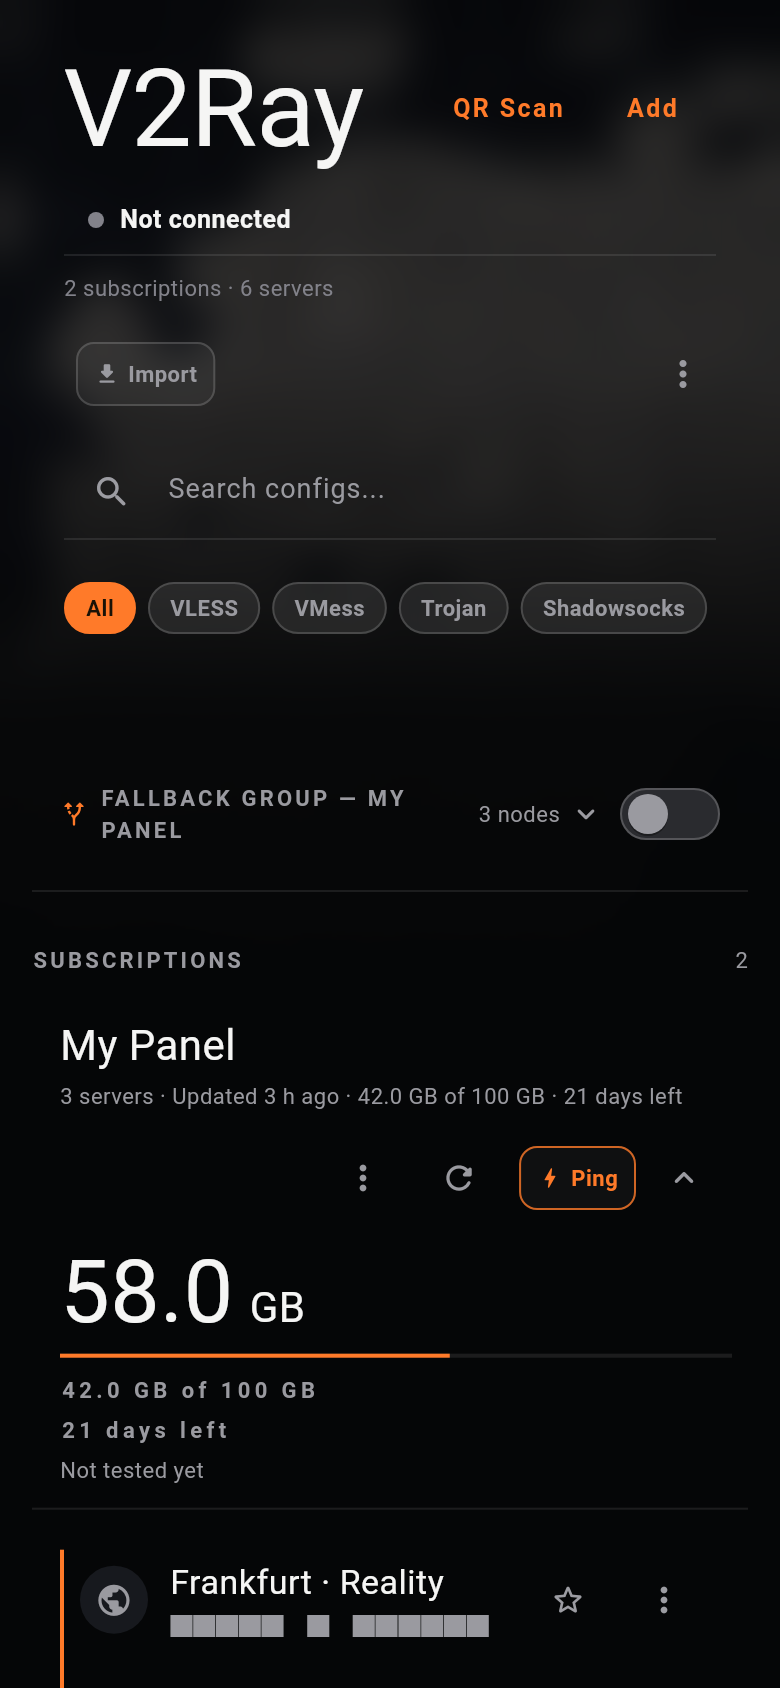 V2Ray
QR Scan
Add
Not connected
2 subscriptions · 6 servers
Import
Search configs...
All
VLESS
VMess
Trojan
Shadowsocks
FALLBACK GROUP — MY
PANEL
3 nodes
SUBSCRIPTIONS
2
My Panel
3 servers · Updated 3 h ago · 42.0 GB of 100 GB · 21 days left
Ping
58.0 GB
42.0 GB of 100 GB
21 days left
Not tested yet
Frankfurt · Reality